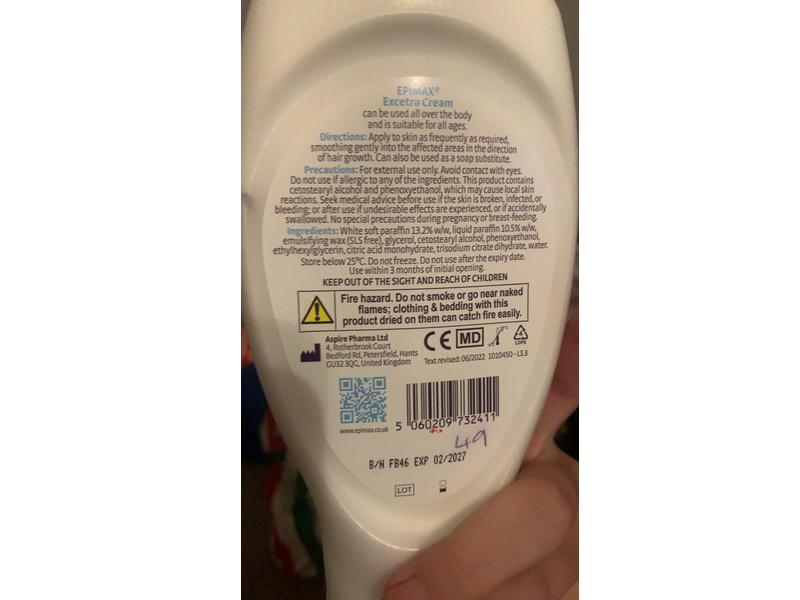 EPIMAX®
Excetra Cream
can be used all over the body
and is suitable for all ages.
Directions: Apply to skin as frequently as required,
smoothing gently into the affected areas in the direction
of hair growth. Can also be used as a soap substitute.
Precautions: For external use only. Avoid contact with eyes.
Do not use if allergic to any of the ingredients. This product contains
cetostearyl alcohol and phenoxyethanol, which may cause local skin
reactions. Seek medical advice before use if the skin is broken, infected, or
bleeding; or after use if undesirable effects are experienced, or if accidentally
swallowed. No special precautions during pregnancy or breast-feeding.
Ingredients: White soft paraffin 13.2% w/w, liquid paraffin 10.5% w/w,
emulsifying wax (SLS free), glycerol, cetostearyl alcohol, phenoxyethanol,
ethylhexylglycerin, citric acid monohydrate, trisodium citrate dihydrate, water.
Store below 25°C. Do not freeze. Do not use after the expiry date.
Use within 3 months of initial opening.
KEEP OUT OF THE SIGHT AND REACH OF CHILDREN
Fire hazard. Do not smoke or go near naked
flames; clothing & bedding with this
product dried on them can catch fire easily.
Aspire Pharma Ltd
4, Rotherbrook Court
Bedford Rd, Petersfield, Hants
GU32 3QG, United Kingdom
CE MD
4
LDPE
Text revised: 06/2022 1010450 - L3.3
www.epimax.co.uk
5 060209 732411
49
B/N FB46 EXP 02/2027
LOT